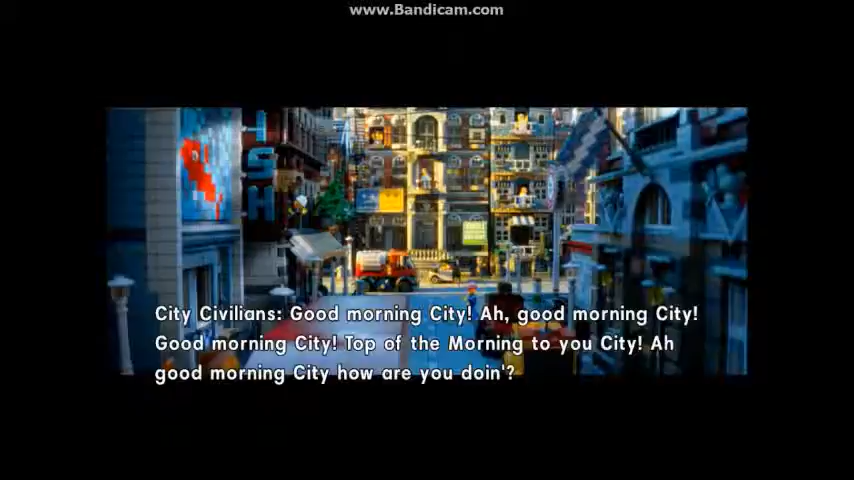 www.Bandicam.com
ISH
City Civilians: Good morning City! Ah, good morning City!
Good morning City! Top of the Morning to you City! Ah
good morning City how are you doin'?